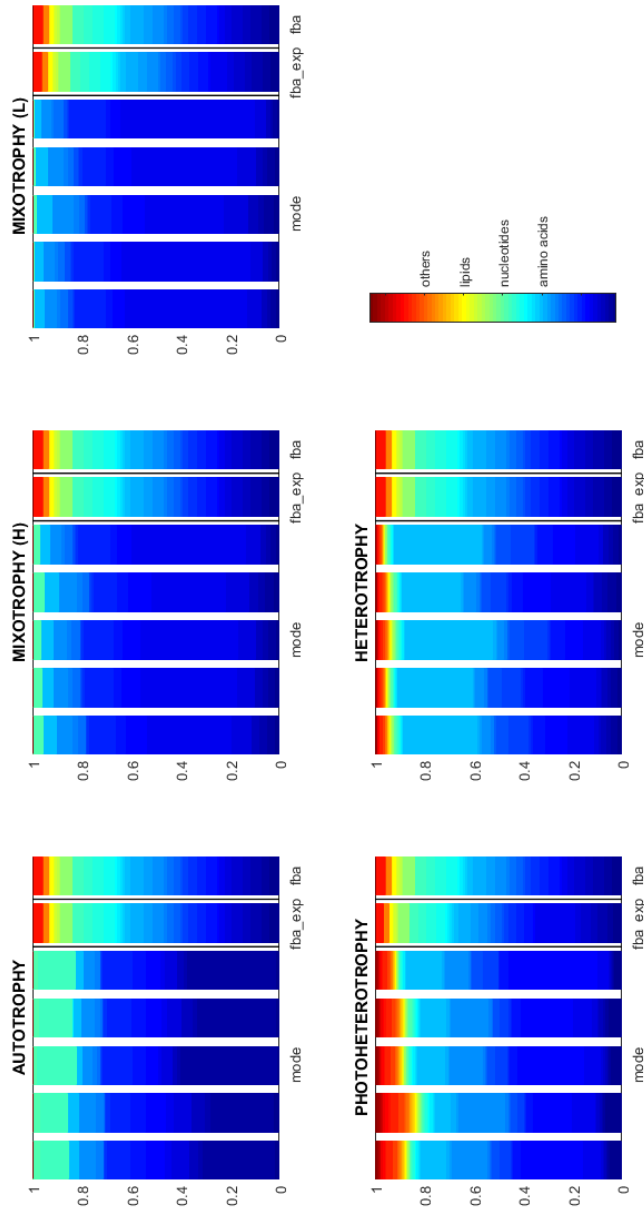 AUTOTROPHY
1
0.8
0.6
0.4
0.2
0
mode
fba_exp
fba
MIXOTROPHY (H)
1
0.8
0.6
0.4
0.2
0
mode
fba_exp
fba
MIXOTROPHY (L)
1
0.8
0.6
0.4
0.2
0
mode
fba_exp
fba
PHOTOHETEROTROPHY
1
0.8
0.6
0.4
0.2
0
mode
fba_exp
fba
HETEROTROPHY
1
0.8
0.6
0.4
0.2
0
mode
fba_exp
fba
others
lipids
nucleotides
amino acids